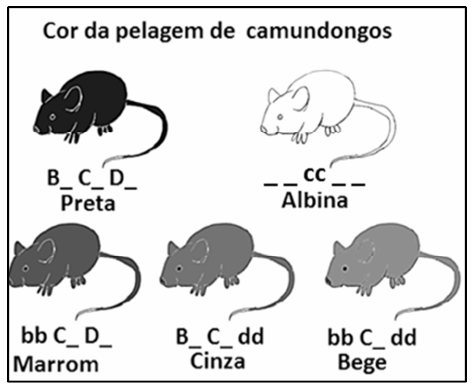 Cor da pelagem de camundongos
B_ C_ D_
Preta
_ _ cc _ _
Albina
bb C_ D_
Marrom
B_ C_ dd
Cinza
bb C_ dd
Bege